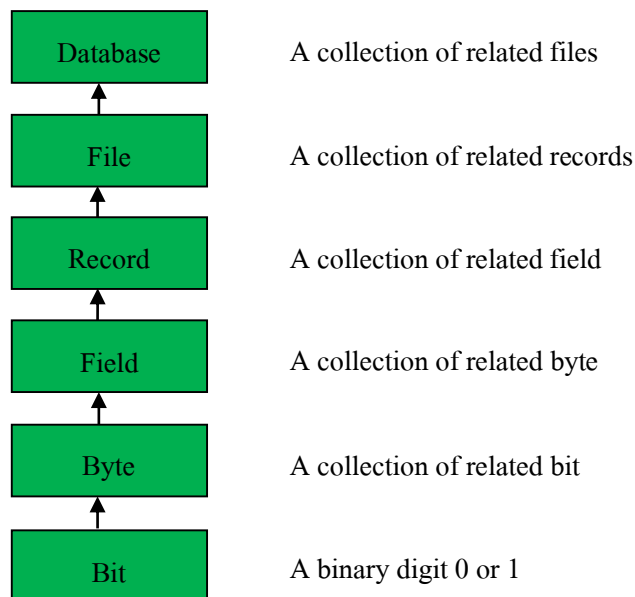 Database A collection of related files
File A collection of related records
Record A collection of related field
Field A collection of related byte
Byte A collection of related bit
Bit A binary digit 0 or 1